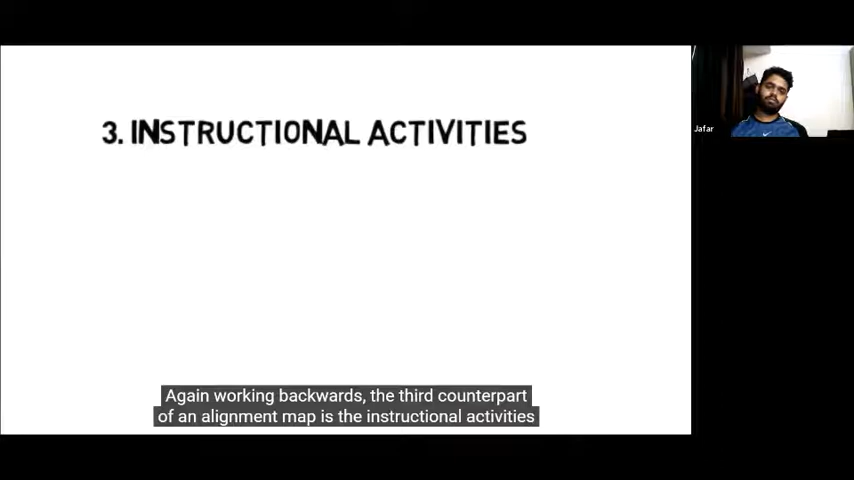 3. INSTRUCTIONAL ACTIVITIES
Jafar
Again working backwards, the third counterpart
of an alignment map is the instructional activities